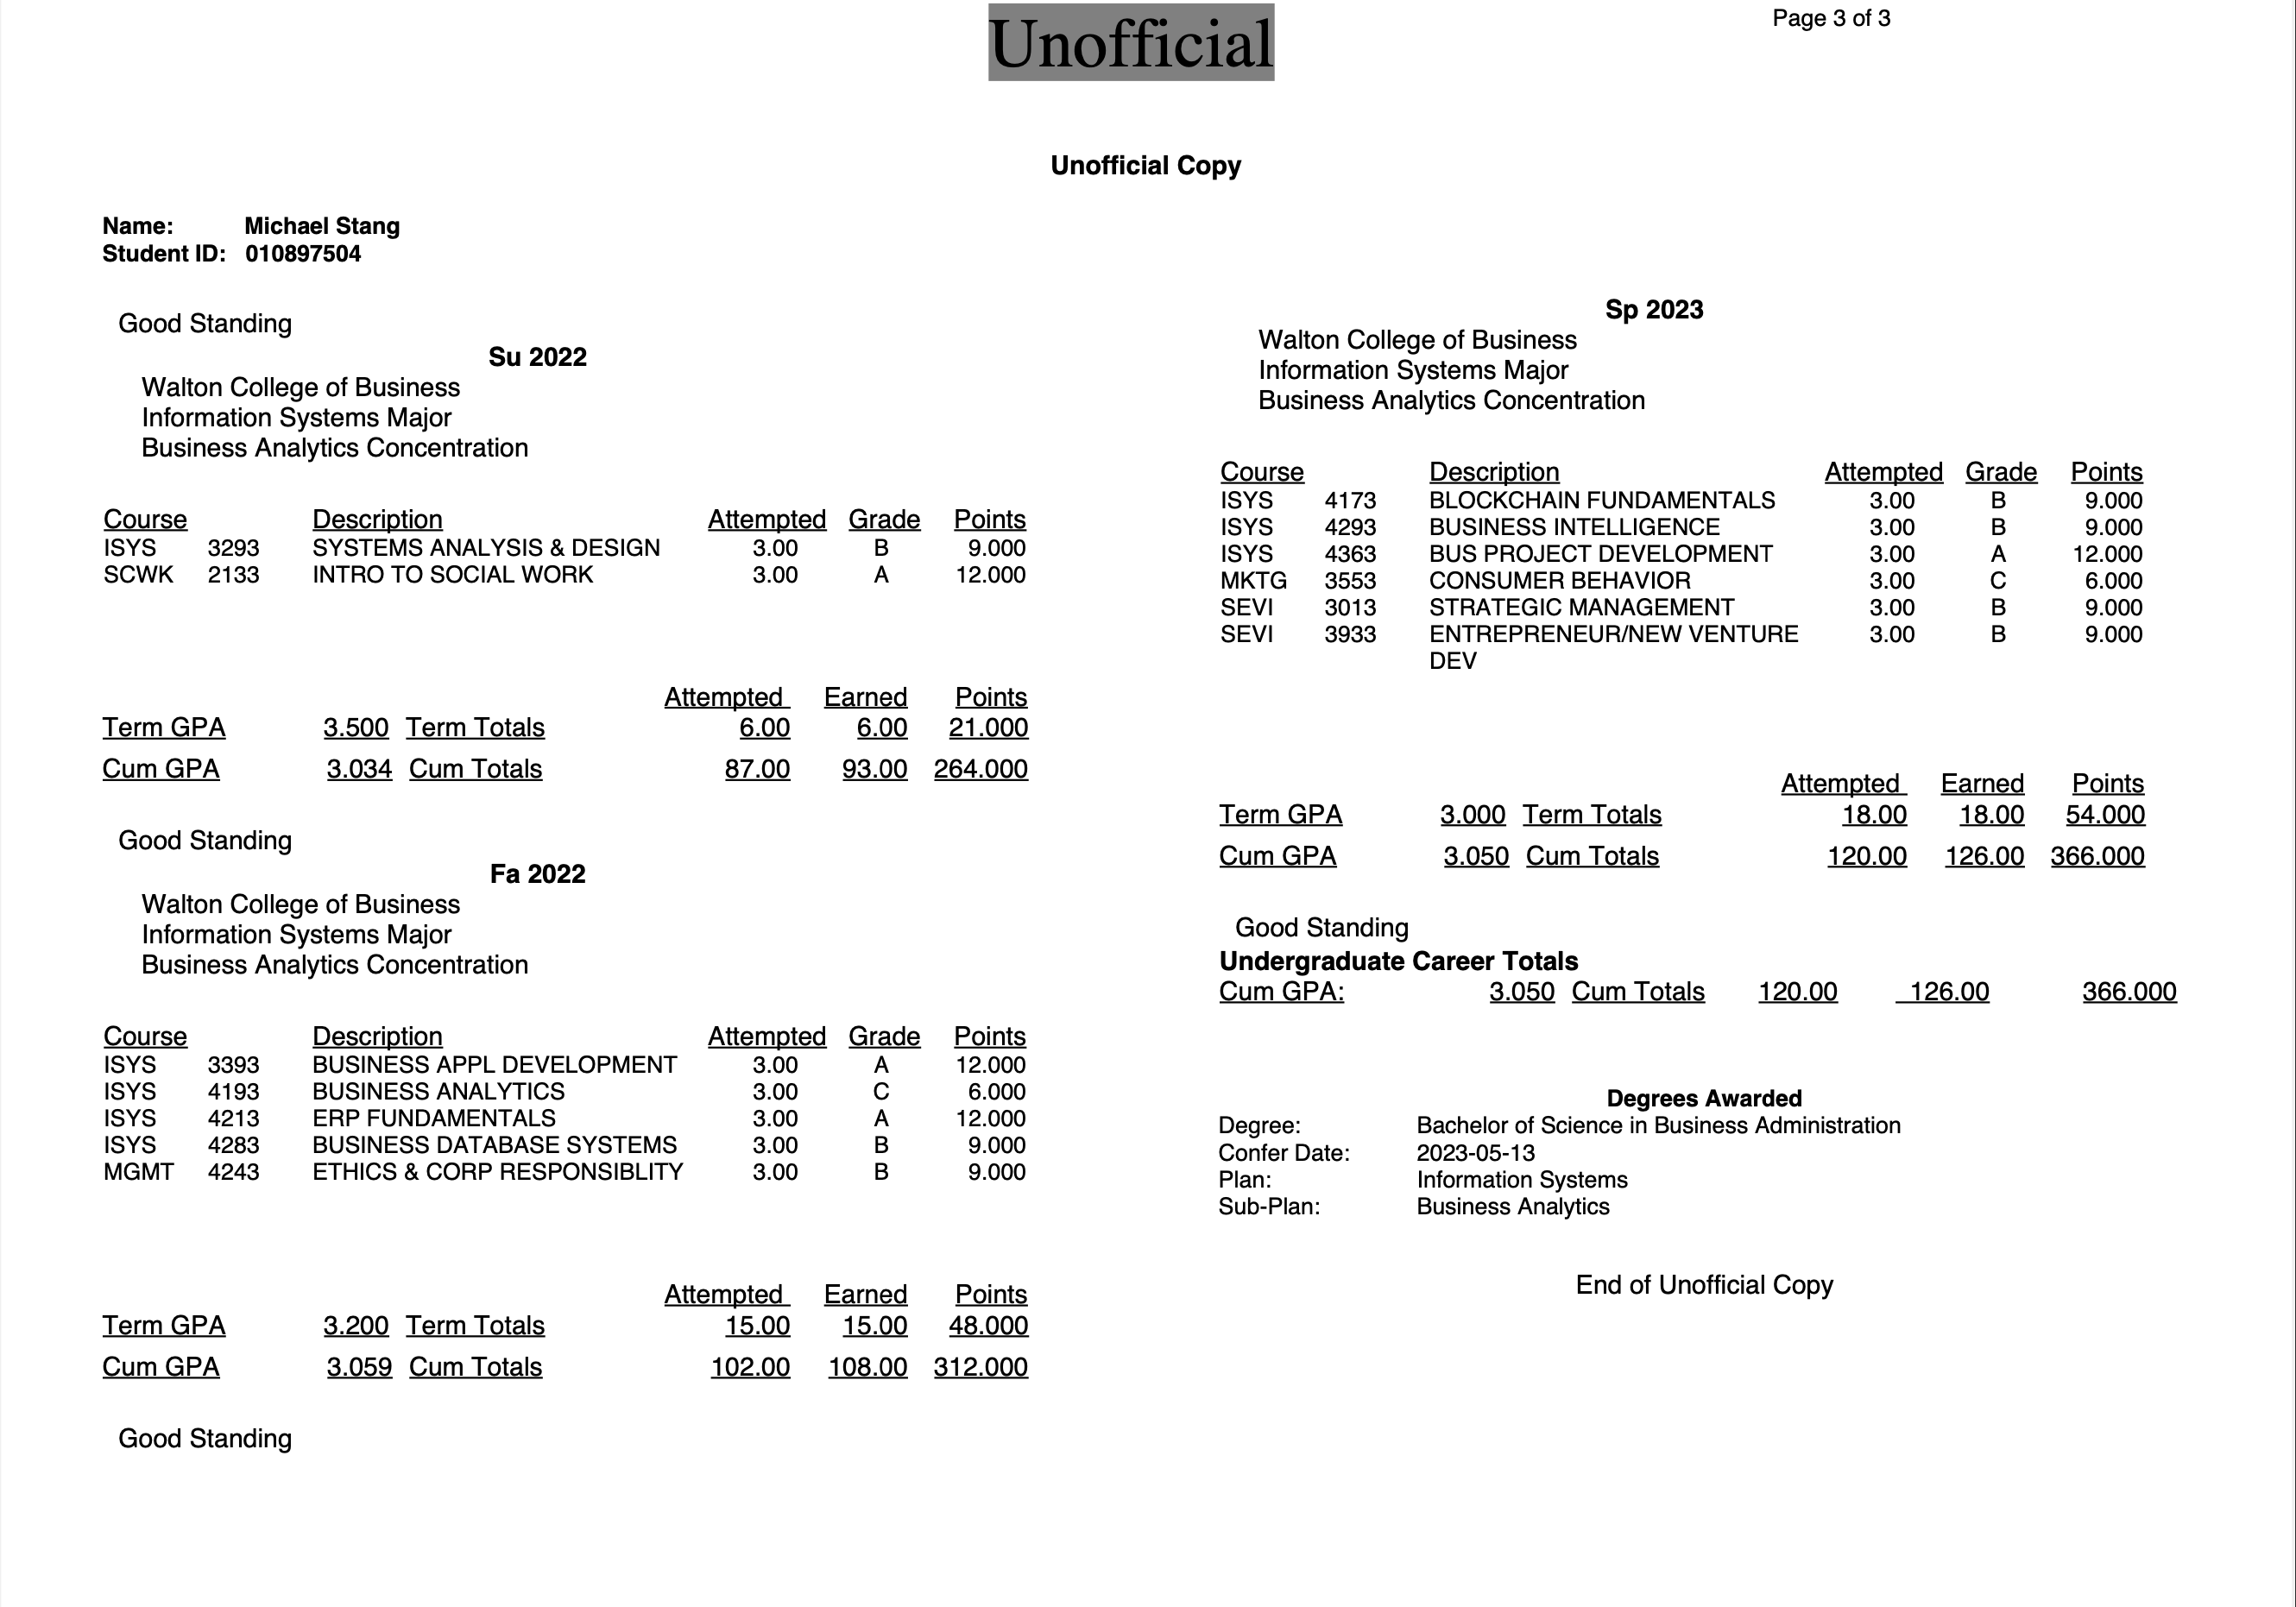 Unofficial
Page 3 of 3
Unofficial Copy
Name: Michael Stang
Student ID: 010897504
Good Standing
Su 2022
Walton College of Business
Information Systems Major
Business Analytics Concentration
Course Description Attempted Grade Points
ISYS 3293 SYSTEMS ANALYSIS & DESIGN 3.00 B 9.000
SCWK 2133 INTRO TO SOCIAL WORK 3.00 A 12.000
Attempted Earned Points
Term GPA 3.500 Term Totals 6.00 6.00 21.000
Cum GPA 3.034 Cum Totals 87.00 93.00 264.000
Good Standing
Fa 2022
Walton College of Business
Information Systems Major
Business Analytics Concentration
Course Description Attempted Grade Points
ISYS 3393 BUSINESS APPL DEVELOPMENT 3.00 A 12.000
ISYS 4193 BUSINESS ANALYTICS 3.00 C 6.000
ISYS 4213 ERP FUNDAMENTALS 3.00 A 12.000
ISYS 4283 BUSINESS DATABASE SYSTEMS 3.00 B 9.000
MGMT 4243 ETHICS & CORP RESPONSIBLITY 3.00 B 9.000
Attempted Earned Points
Term GPA 3.200 Term Totals 15.00 15.00 48.000
Cum GPA 3.059 Cum Totals 102.00 108.00 312.000
Good Standing
Sp 2023
Walton College of Business
Information Systems Major
Business Analytics Concentration
Course Description Attempted Grade Points
ISYS 4173 BLOCKCHAIN FUNDAMENTALS 3.00 B 9.000
ISYS 4293 BUSINESS INTELLIGENCE 3.00 B 9.000
ISYS 4363 BUS PROJECT DEVELOPMENT 3.00 A 12.000
MKTG 3553 CONSUMER BEHAVIOR 3.00 C 6.000
SEVI 3013 STRATEGIC MANAGEMENT 3.00 B 9.000
SEVI 3933 ENTREPRENEUR/NEW VENTURE 3.00 B 9.000
DEV
Attempted Earned Points
Term GPA 3.000 Term Totals 18.00 18.00 54.000
Cum GPA 3.050 Cum Totals 120.00 126.00 366.000
Good Standing
Undergraduate Career Totals
Cum GPA: 3.050 Cum Totals 120.00 126.00 366.000
Degrees Awarded
Degree: Bachelor of Science in Business Administration
Confer Date: 2023-05-13
Plan: Information Systems
Sub-Plan: Business Analytics
End of Unofficial Copy